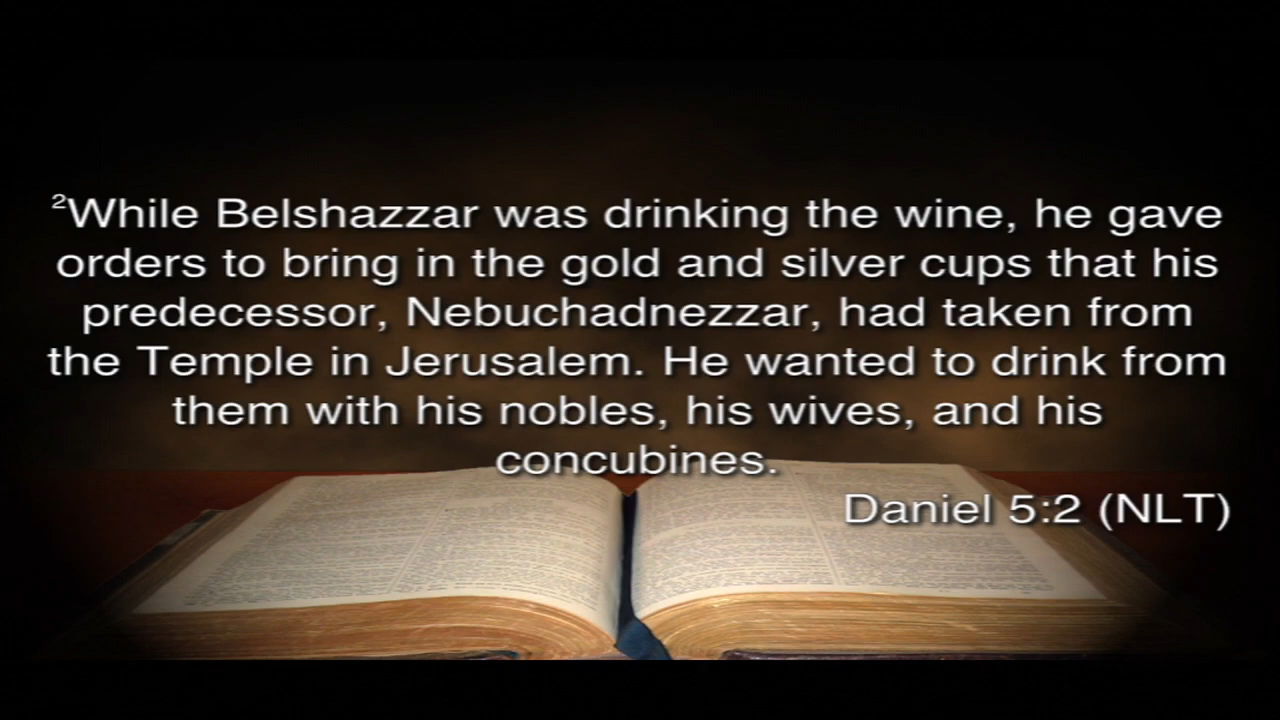 ²While Belshazzar was drinking the wine, he gave
orders to bring in the gold and silver cups that his
predecessor, Nebuchadnezzar, had taken from
the Temple in Jerusalem. He wanted to drink from
them with his nobles, his wives, and his
concubines.
Daniel 5:2 (NLT)